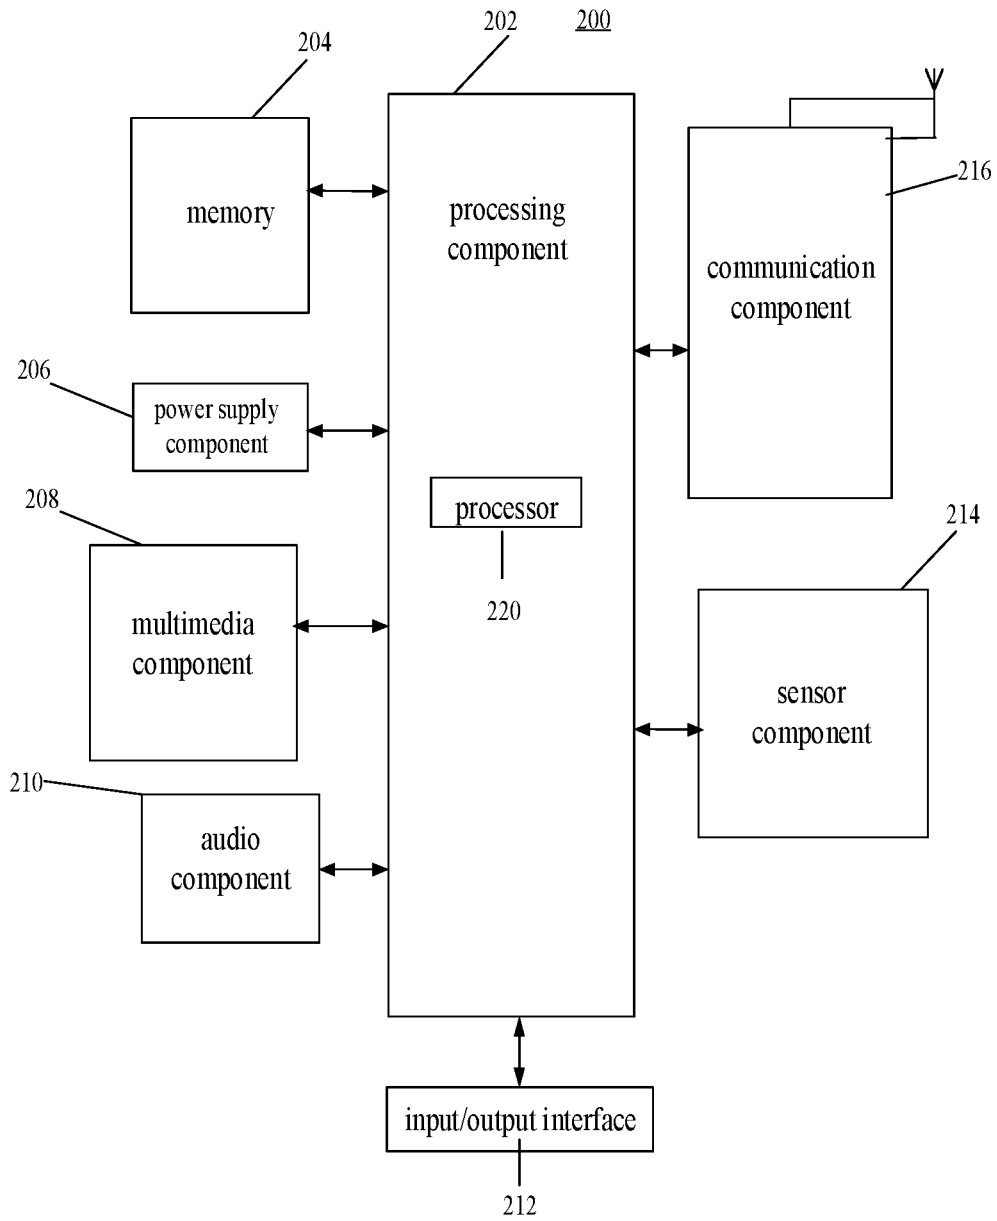 202
200
204
216
memory
processing
component
communication
component
206
power supply
component
208
processor
214
220
multimedia
component
sensor
component
210
audio
component
input/output interface
212